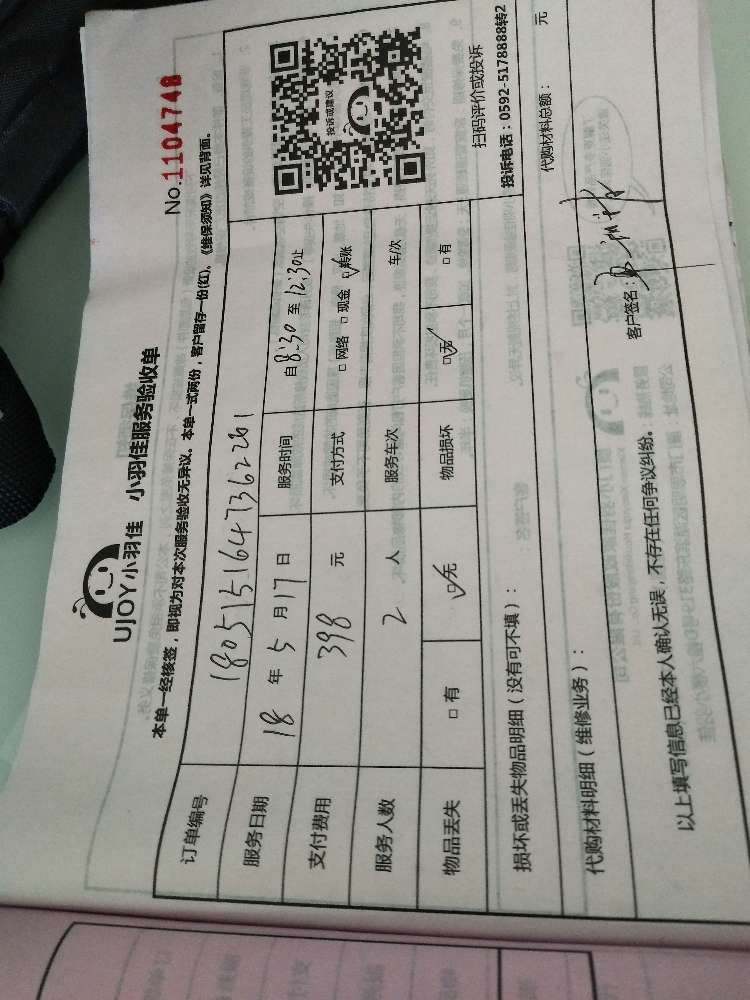 No.1104748
UJOY小羽佳 小羽佳服务验收单
本单一经核签，即视为对本次服务验收无异议。本单一式两份，客户留存一份(红)。《维保须知》详见背面。
订单编号 1805151647362261
服务日期 18 年 5 月 17 日 服务时间 自 8:30 至 12:30 止
支付费用 398 元 支付方式 □ 网络 □ 现金 ☑ 转账
服务人数 2 人 服务车次 车/次
物品丢失 □ 有 ☑ 无 物品损坏 ☑ 无 □ 有
投诉或建议
扫码评价或投诉
投诉电话：0592-5178888转2
损坏或丢失物品明细（没有可不填）：
代购材料明细（维修业务）： 代购材料总额： 元
以上填写信息已经本人确认无误，不存在任何争议纠纷。
客户签名：